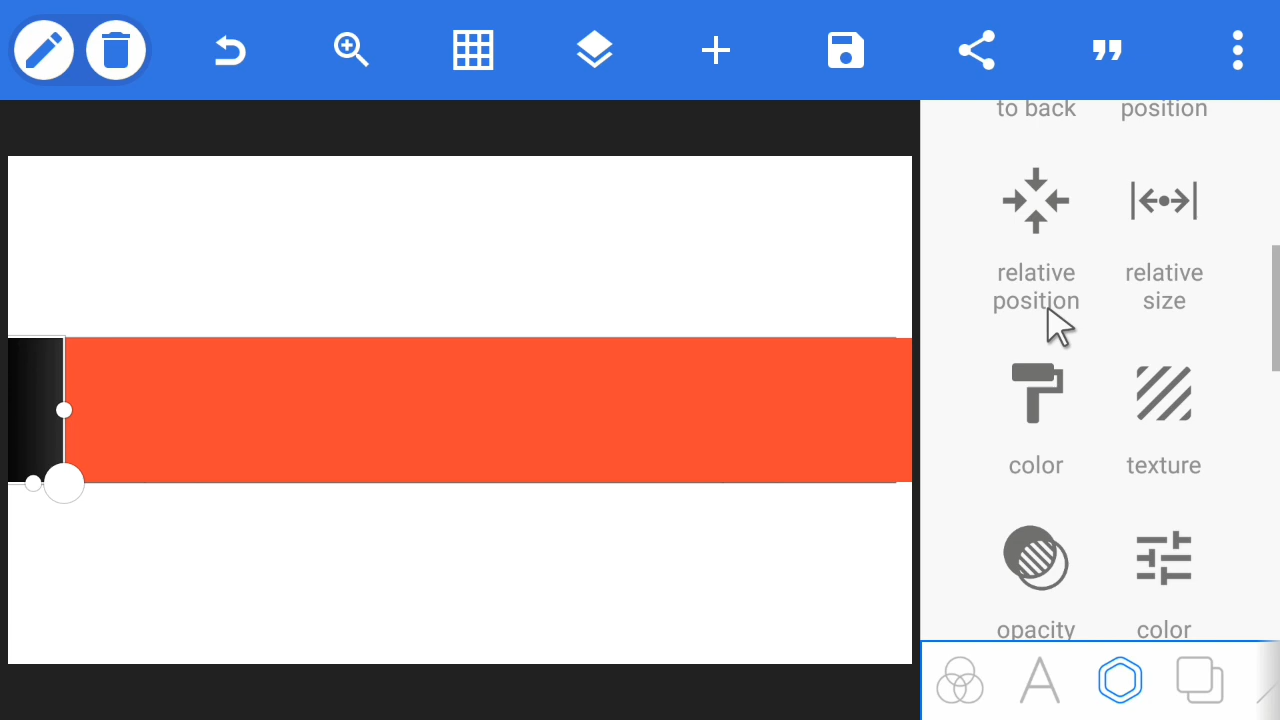 to back
position
relative
position
relative
size
color
texture
opacity
color